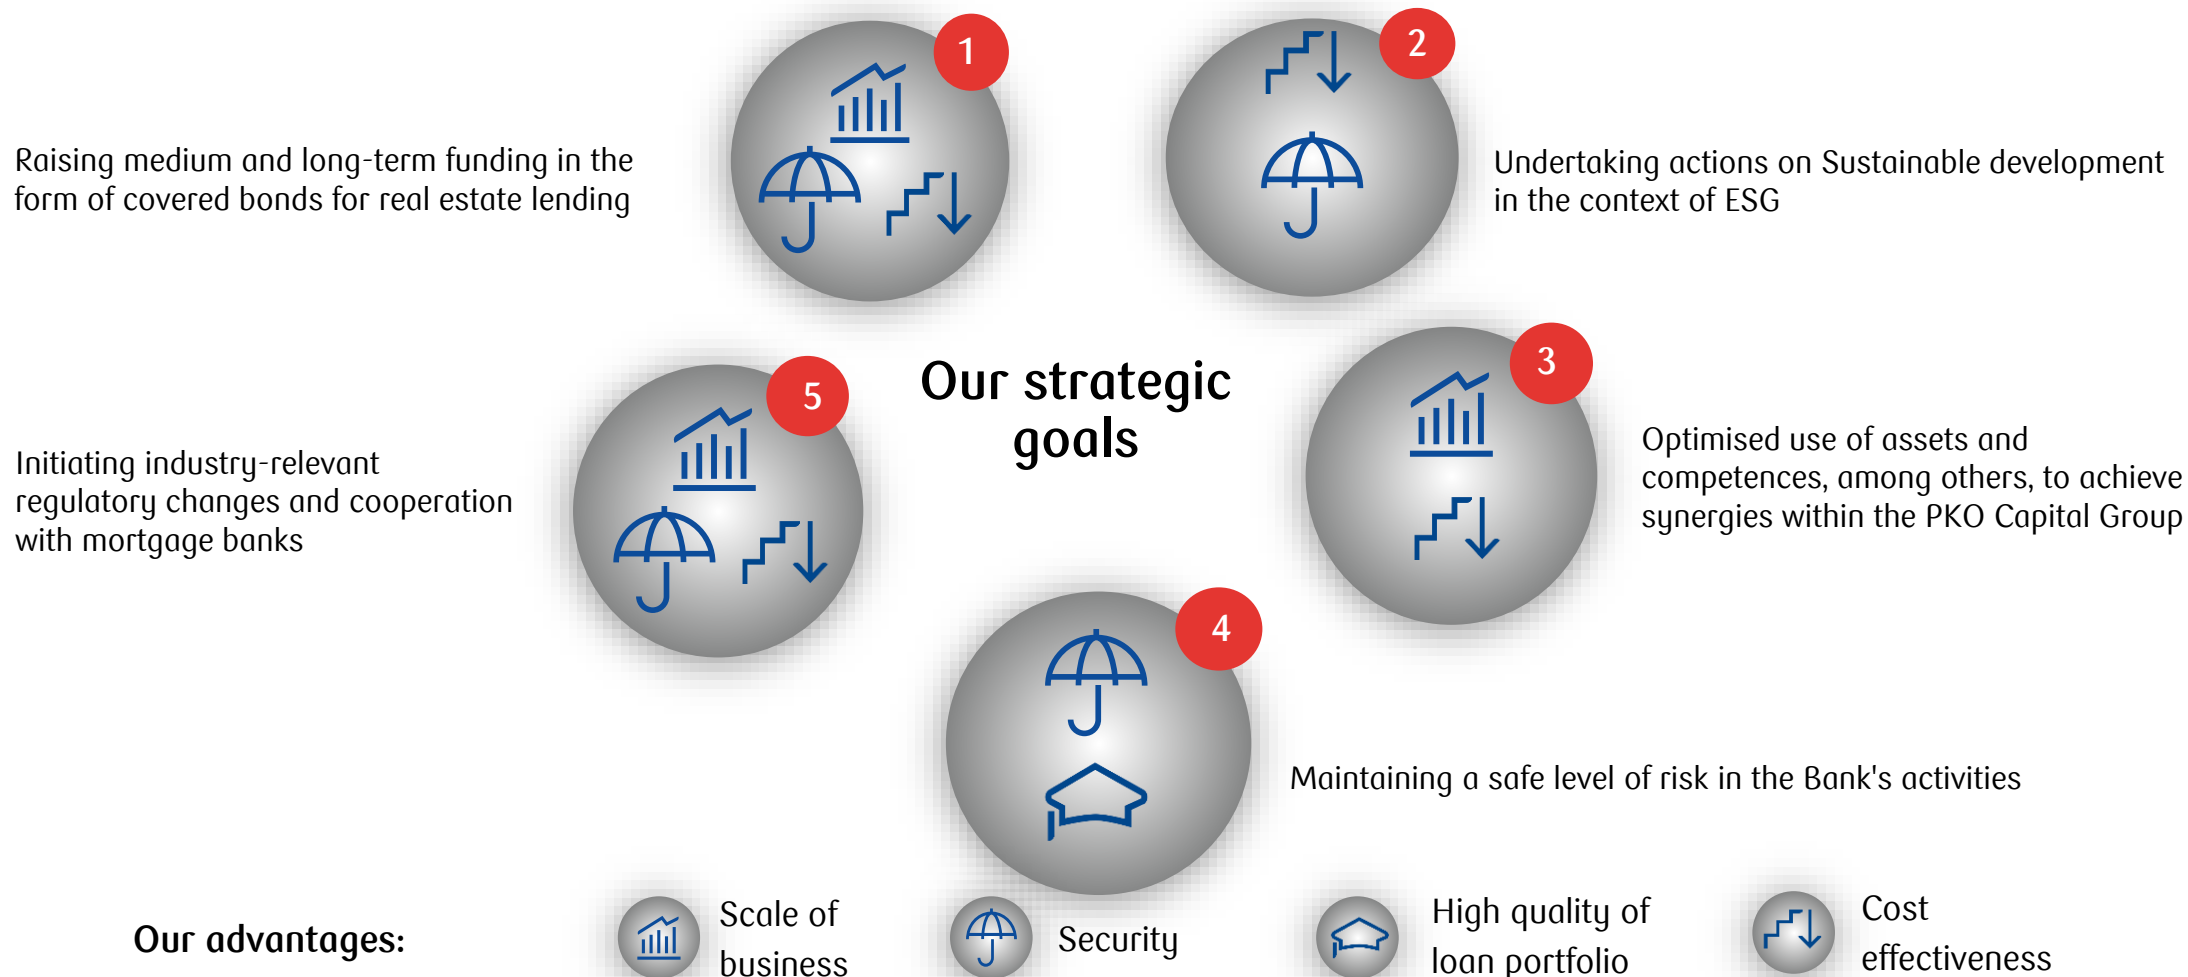 1
Raising medium and long-term funding in the
form of covered bonds for real estate lending
2
Undertaking actions on Sustainable development
in the context of ESG
Our strategic
goals
3
Optimised use of assets and
competences, among others, to achieve
synergies within the PKO Capital Group
5
Initiating industry-relevant
regulatory changes and cooperation
with mortgage banks
4
Maintaining a safe level of risk in the Bank's activities
Our advantages:
Scale of
business
Security
High quality of
loan portfolio
Cost
effectiveness